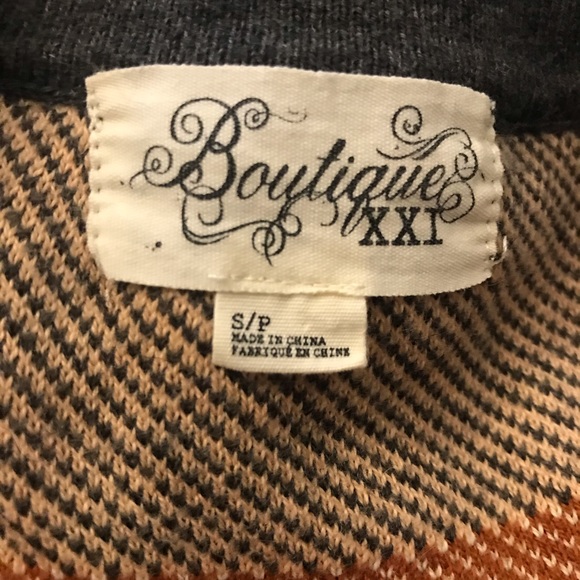 Boutique
XXI
S/P
MADE IN CHINA
FABRIQUÉ EN CHINE